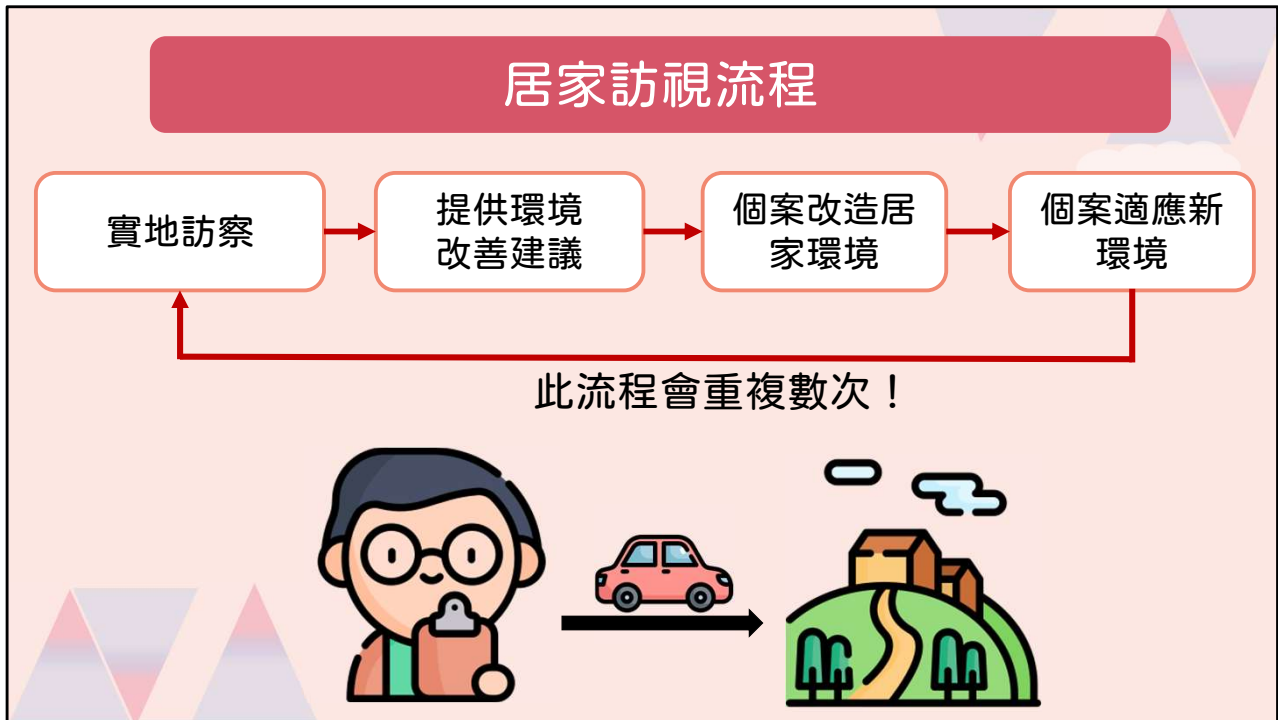 居家訪視流程
實地訪察
提供環境
改善建議
個案改造居
家環境
個案適應新
環境
此流程會重複數次！